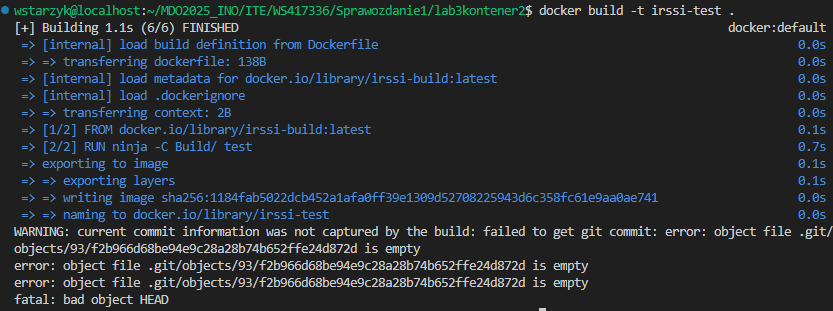 wstarzyk@localhost:~/MDO2025_INO/ITE/WS417336/Sprawozdanie1/lab3kontener2$ docker build -t irssi-test .
[+] Building 1.1s (6/6) FINISHED docker:default
=> [internal] load build definition from Dockerfile 0.0s
=> => transferring dockerfile: 138B 0.0s
=> [internal] load metadata for docker.io/library/irssi-build:latest 0.0s
=> [internal] load .dockerignore 0.0s
=> => transferring context: 2B 0.0s
=> [1/2] FROM docker.io/library/irssi-build:latest 0.1s
=> [2/2] RUN ninja -C Build/ test 0.7s
=> exporting to image 0.1s
=> => exporting layers 0.1s
=> => writing image sha256:1184fab5022dcb452a1afa0ff39e1309d52708225943d6c358fc61e9aa0ae741 0.0s
=> => naming to docker.io/library/irssi-test 0.0s
WARNING: current commit information was not captured by the build: failed to get git commit: error: object file .git/
objects/93/f2b966d68be94e9c28a28b74b652ffe24d872d is empty
error: object file .git/objects/93/f2b966d68be94e9c28a28b74b652ffe24d872d is empty
error: object file .git/objects/93/f2b966d68be94e9c28a28b74b652ffe24d872d is empty
fatal: bad object HEAD